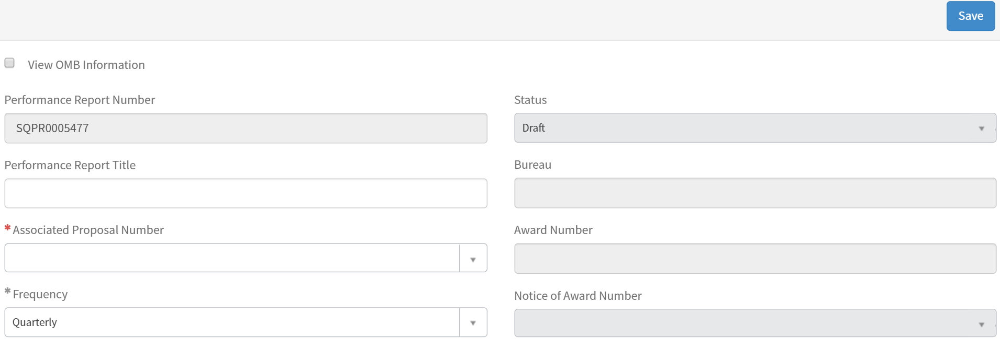 Save
View OMB Information
Performance Report Number
SQPR0005477
Status
Draft
Performance Report Title
Bureau
* Associated Proposal Number
Award Number
* Frequency
Quarterly
Notice of Award Number